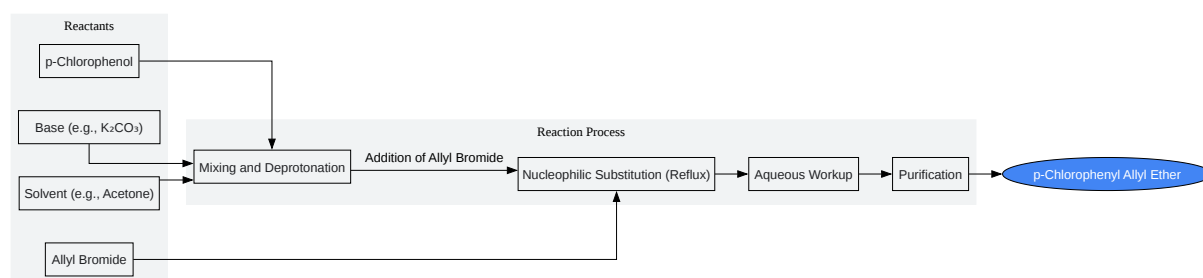 Reactants
p-Chlorophenol
Base (e.g., K₂CO₃)
Solvent (e.g., Acetone)
Allyl Bromide
Reaction Process
Mixing and Deprotonation
Addition of Allyl Bromide
Nucleophilic Substitution (Reflux)
Aqueous Workup
Purification
p-Chlorophenyl Allyl Ether